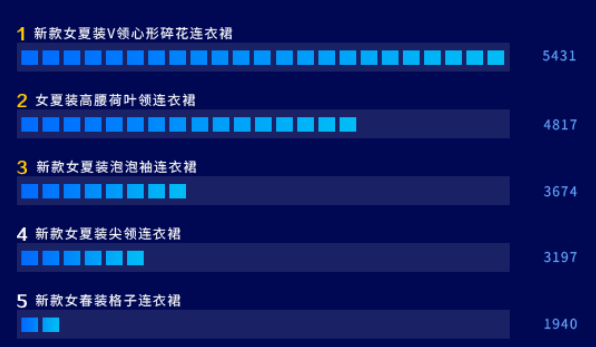 1 新款女夏装V领心形碎花连衣裙
5431
2 女夏装高腰荷叶领连衣裙
4817
3 新款女夏装泡泡袖连衣裙
3674
4 新款女夏装尖领连衣裙
3197
5 新款女春装格子连衣裙
1940